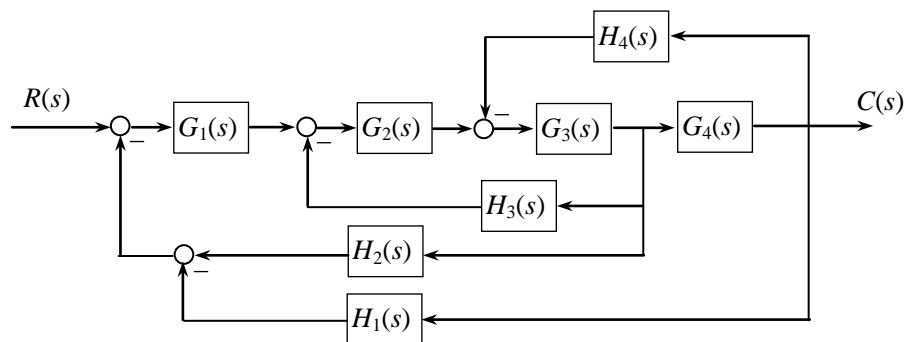 H₄(s)
R(s)
C(s)
−
G₁(s)
−
G₂(s)
−
G₃(s)
G₄(s)
H₃(s)
H₂(s)
−
H₁(s)